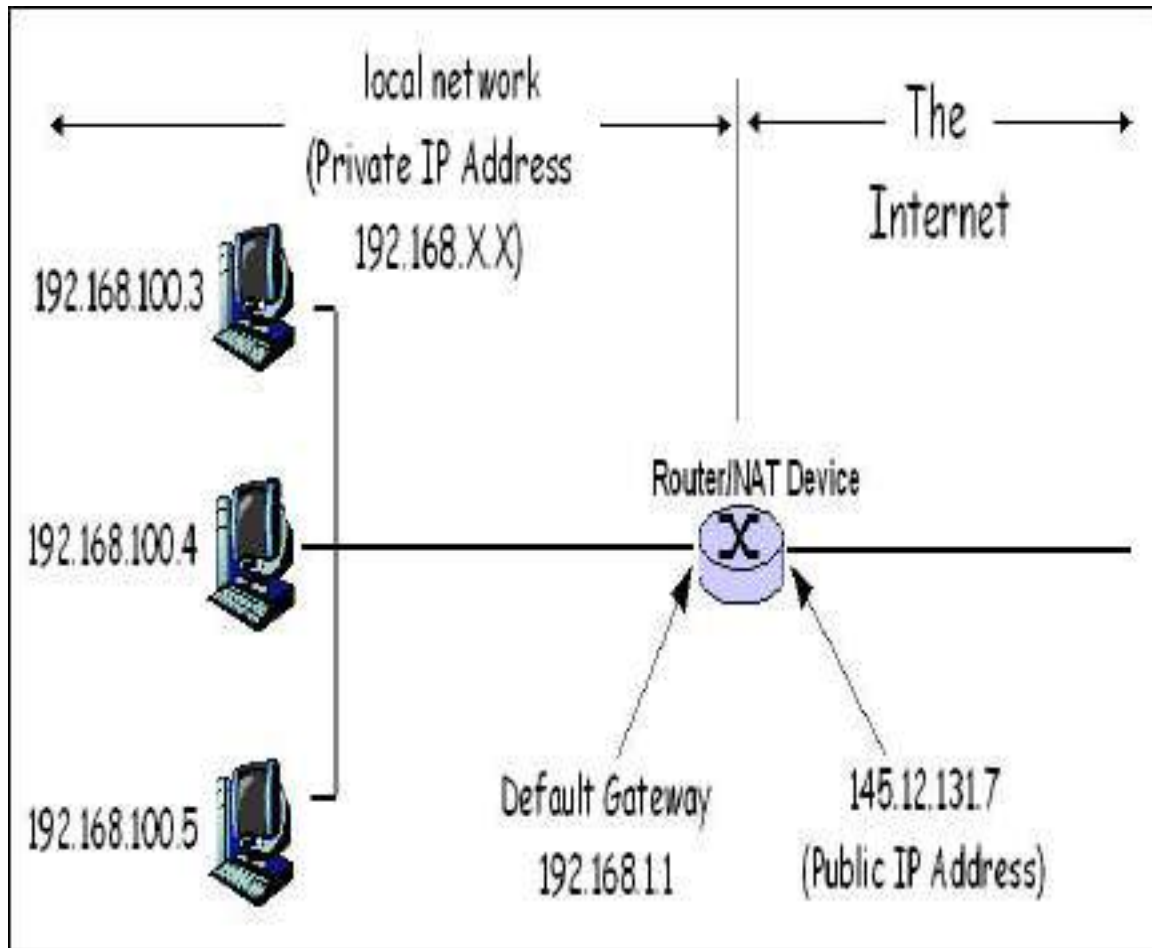 local network
(Private IP Address
192.168.X.X)
The
Internet
192.168.100.3
Router/NAT Device
192.168.100.4
192.168.100.5
Default Gateway
192.168.1.1
145.12.131.7
(Public IP Address)